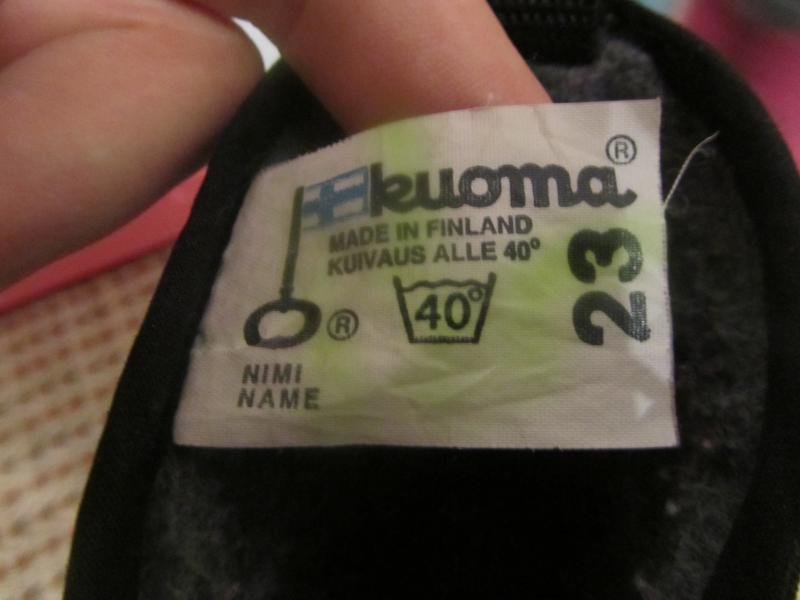 kuoma ®
MADE IN FINLAND
KUIVAUS ALLE 40°
40°
23
®
NIMI
NAME